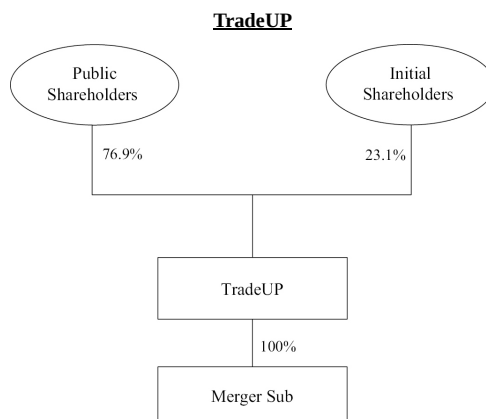 TradeUP
Public
Shareholders
Initial
Shareholders
76.9%
23.1%
TradeUP
100%
Merger Sub